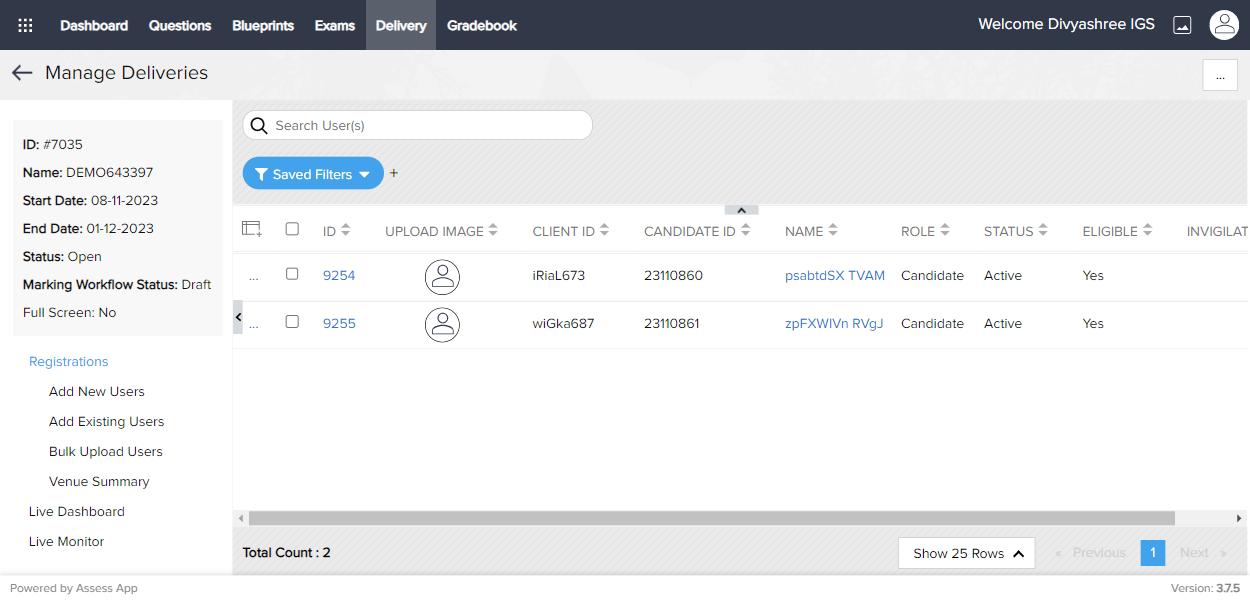 Dashboard Questions Blueprints Exams Delivery Gradebook Welcome Divyashree IGS
Manage Deliveries ...
ID: #7035
Name: DEMO643397
Start Date: 08-11-2023
End Date: 01-12-2023
Status: Open
Marking Workflow Status: Draft
Full Screen: No
Registrations
Add New Users
Add Existing Users
Bulk Upload Users
Venue Summary
Live Dashboard
Live Monitor
Search User(s)
Saved Filters +
ID UPLOAD IMAGE CLIENT ID CANDIDATE ID NAME ROLE STATUS ELIGIBLE INVIGILAT
... 9254 iRiaL673 23110860 psabtdSX TVAM Candidate Active Yes
... 9255 wiGka687 23110861 zpFXWIVn RVgJ Candidate Active Yes
Total Count : 2 Show 25 Rows « Previous 1 Next »
Powered by Assess App Version: 3.7.5